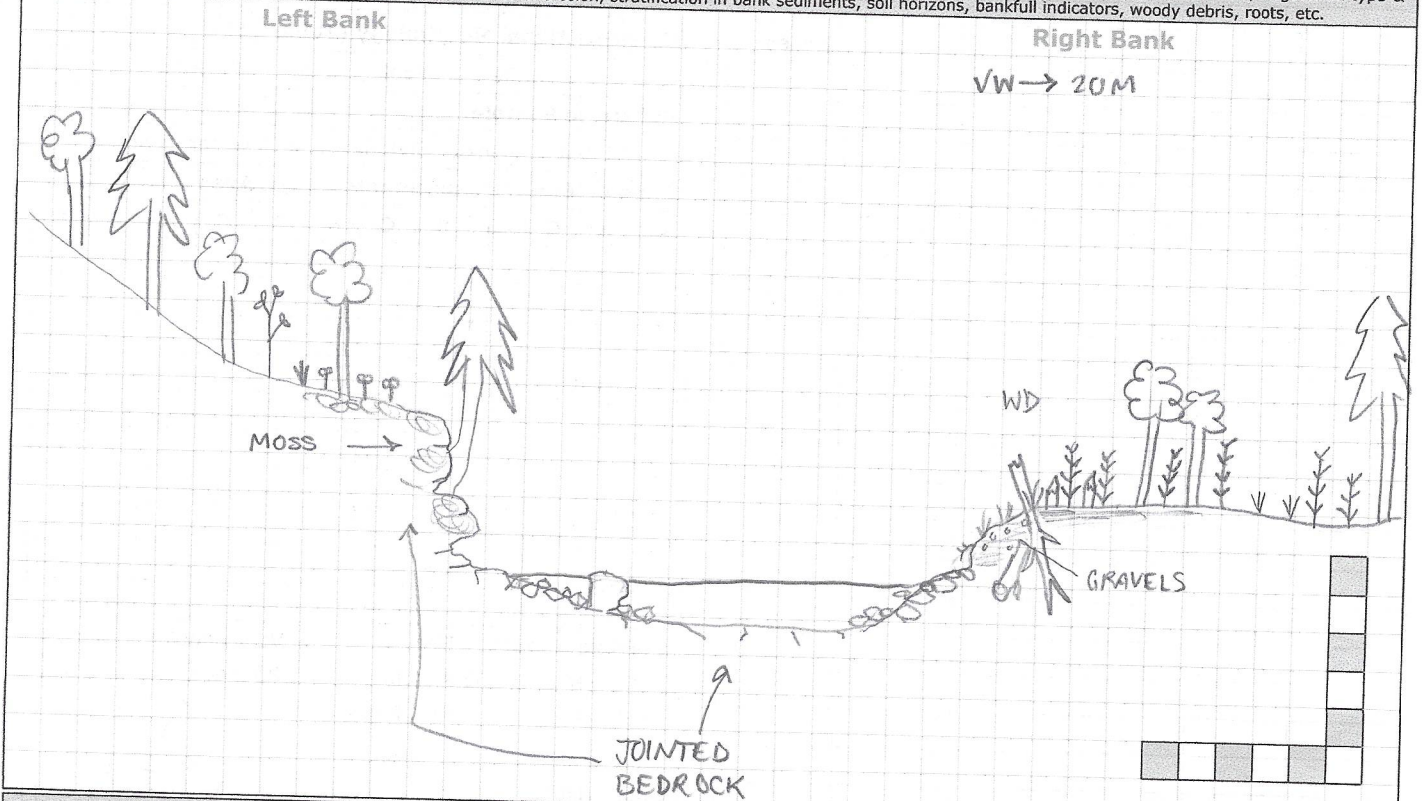 stratification in bank sediments, soil horizons, bankfull indicators, woody debris, roots, etc.
Left Bank
Right Bank
VW → 20M
WD
MOSS →
GRAVELS
JOINTED
BEDROCK